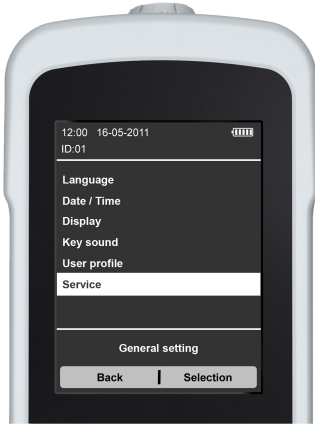 12:00 16-05-2011
ID:01
Language
Date / Time
Display
Key sound
User profile
Service
General setting
Back | Selection